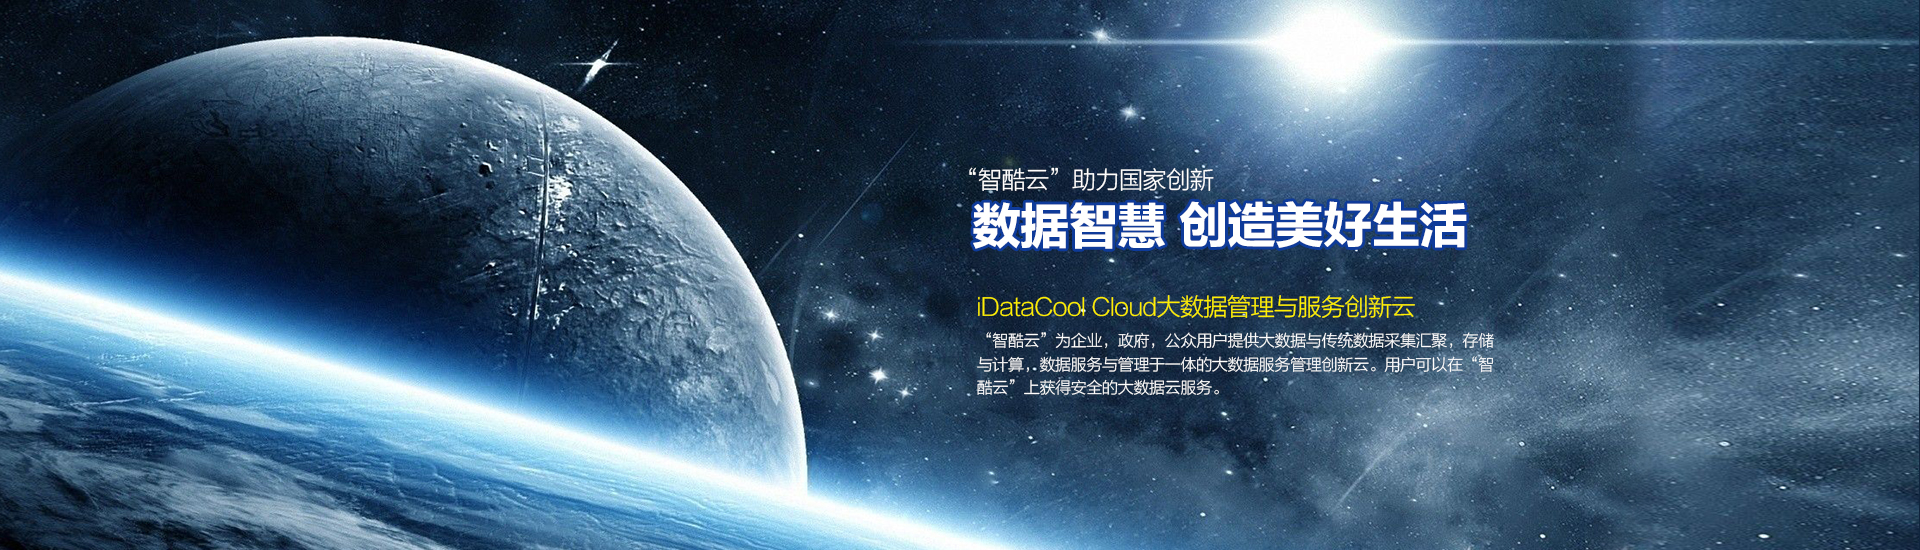 “智酷云”助力国家创新
数据智慧 创造美好生活
iDataCool Cloud大数据管理与服务创新云
“智酷云”为企业，政府，公众用户提供大数据与传统数据采集汇聚，存储
与计算，数据服务与管理于一体的大数据服务管理创新云。用户可以在“智
酷云”上获得安全的大数据云服务。